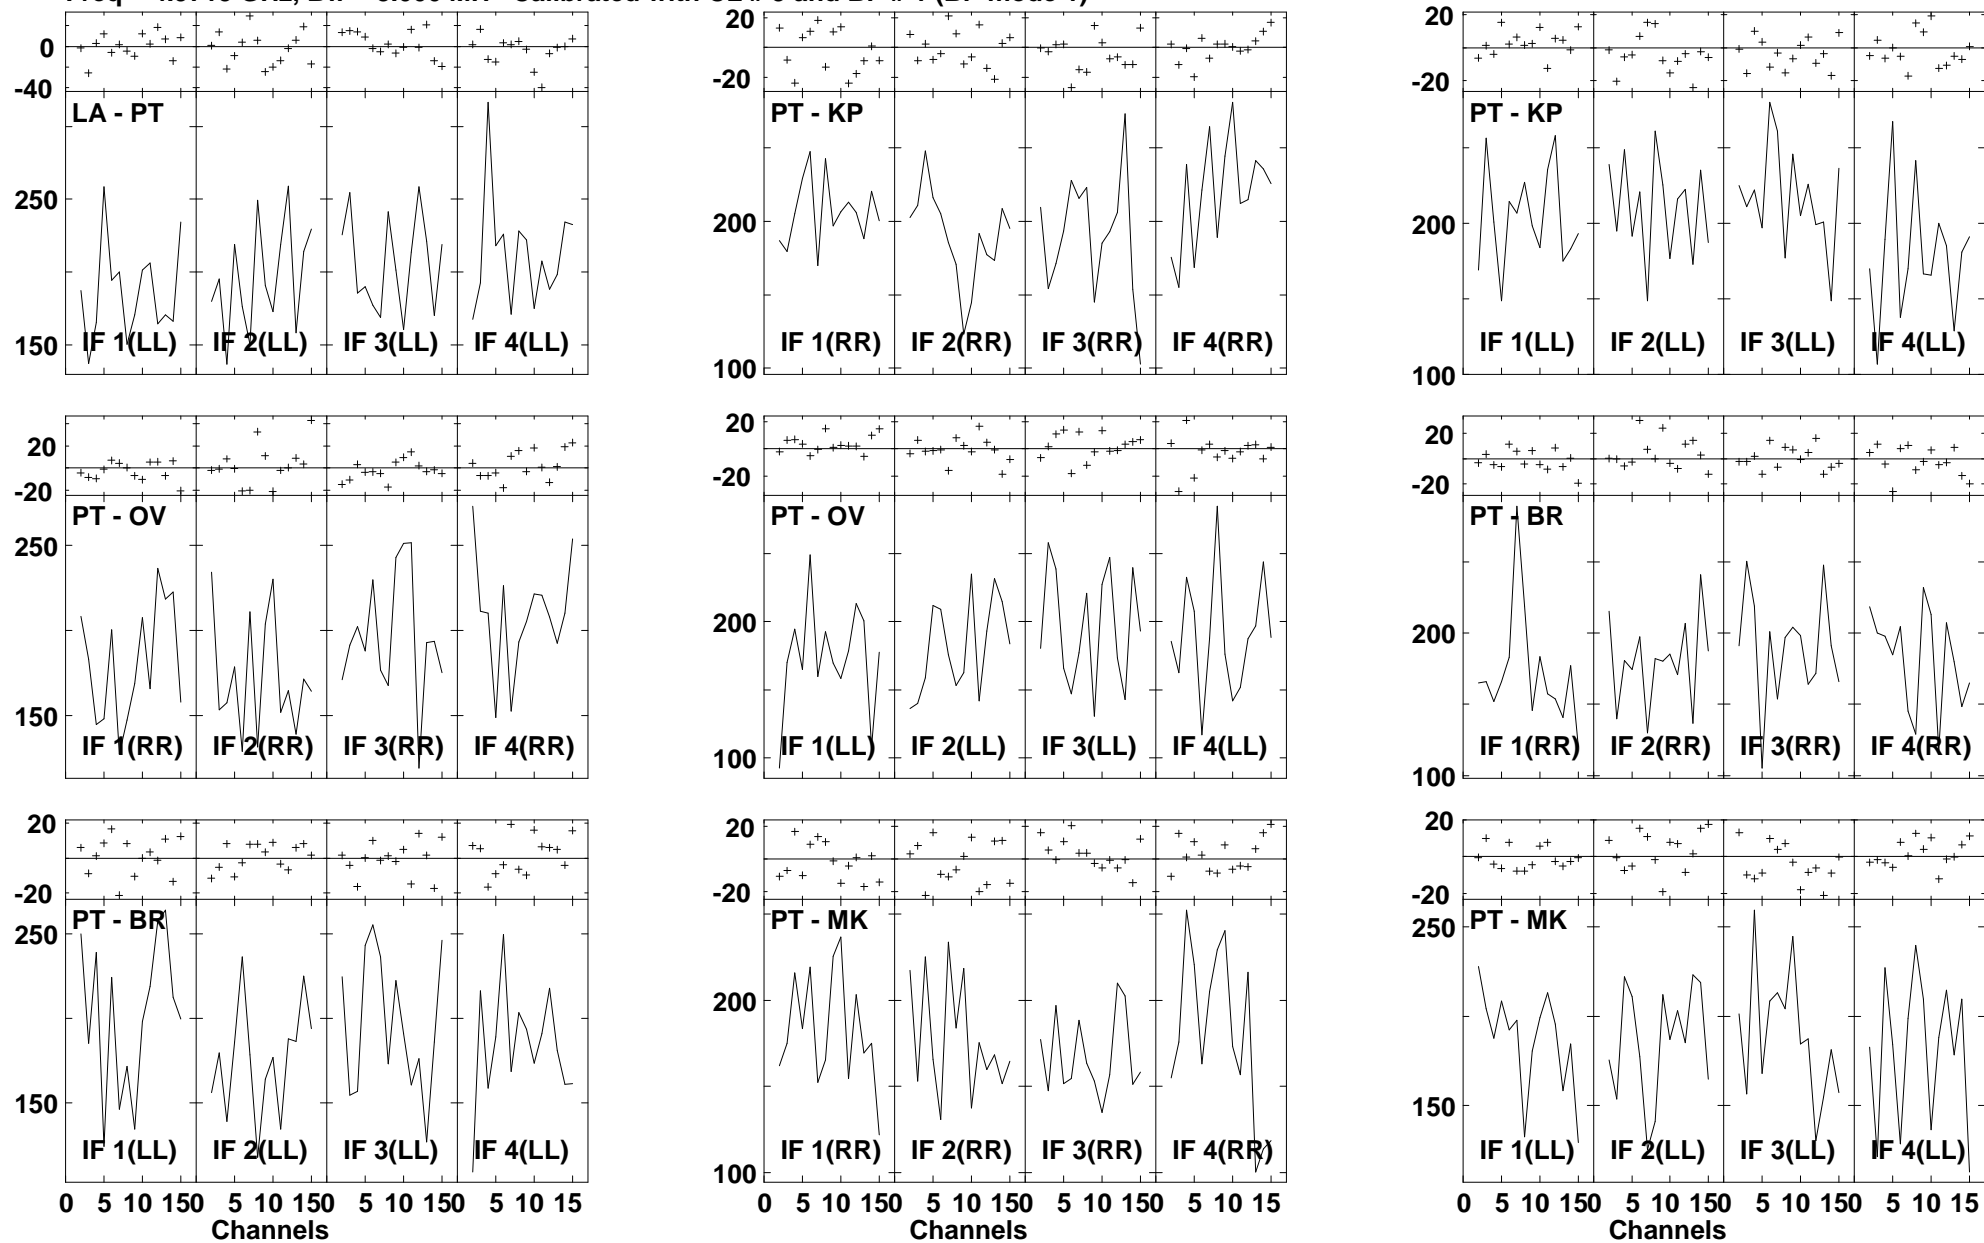 0
-40
LA - PT
250
150
IF 1(LL) IF 2(LL) IF 3(LL) IF 4(LL)
20
-20
PT - KP
200
100
IF 1(RR) IF 2(RR) IF 3(RR) IF 4(RR)
20
-20
PT - KP
200
100
IF 1(LL) IF 2(LL) IF 3(LL) IF 4(LL)
20
-20
PT - OV
250
150
IF 1(RR) IF 2(RR) IF 3(RR) IF 4(RR)
20
-20
PT - OV
200
100
IF 1(LL) IF 2(LL) IF 3(LL) IF 4(LL)
20
-20
PT - BR
200
100
IF 1(RR) IF 2(RR) IF 3(RR) IF 4(RR)
20
-20
PT - BR
250
150
IF 1(LL) IF 2(LL) IF 3(LL) IF 4(LL)
0 5 10 150 5 10 150 5 10 150 5 10 15
Channels
20
-20
PT - MK
200
100
IF 1(RR) IF 2(RR) IF 3(RR) IF 4(RR)
0 5 10 150 5 10 150 5 10 150 5 10 15
Channels
20
-20
PT - MK
250
150
IF 1(LL) IF 2(LL) IF 3(LL) IF 4(LL)
0 5 10 150 5 10 150 5 10 150 5 10 15
Channels